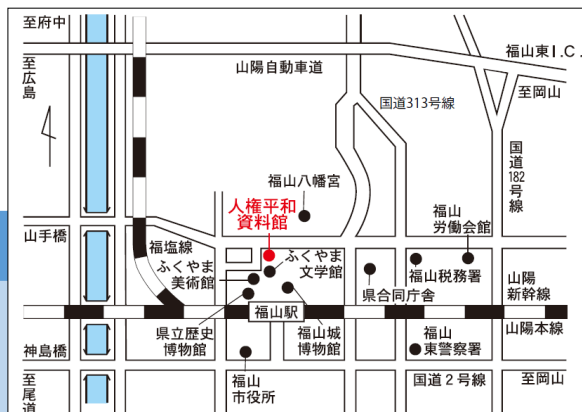 至府中
福山東I.C.
至広島
山陽自動車道
至岡山
国道313号線
国道182号線
福山八幡宮
人権平和
資料館
福山
労働会館
山手橋
福塩線
ふくやま
美術館
ふくやま
文学館
福山税務署
県合同庁舎
山陽
新幹線
福山駅
県立歴史
博物館
福山城
博物館
山陽本線
神島橋
福山
東警察署
至尾道
福山
市役所
国道2号線
至岡山